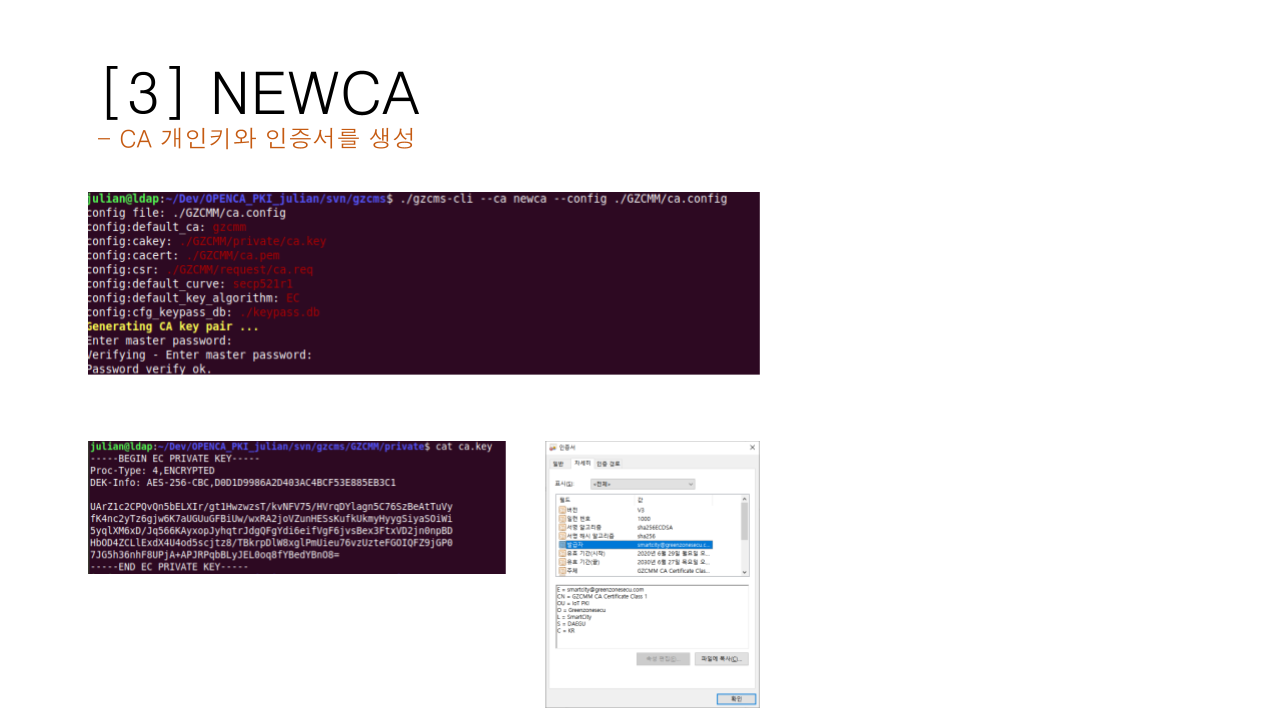 [3] NEWCA
– CA 개인키와 인증서를 생성
julian@ldap:~/Dev/OPENCA_PKI_julian/svn/gzcms$ ./gzcms-cli --ca newca --config ./GZCMM/ca.config
config file: ./GZCMM/ca.config
config:default_ca: gzcmm
config:cakey: ./GZCMM/private/ca.key
config:cacert: ./GZCMM/ca.pem
config:csr: ./GZCMM/request/ca.req
config:default_curve: secp521r1
config:default_key_algorithm: EC
config:cfg_keypass_db: ./keypass.db
Generating CA key pair ...
Enter master password:
Verifying - Enter master password:
Password verify ok.
julian@ldap:~/Dev/OPENCA_PKI_julian/svn/gzcms/GZCMM/private$ cat ca.key
-----BEGIN EC PRIVATE KEY-----
Proc-Type: 4,ENCRYPTED
DEK-Info: AES-256-CBC,D0D1D9986A2D403AC4BCF53E885EB3C1
UArZ1c2CPQvQn5bELXIr/gt1HwzwzsT/kvNFV75/HVrqDYlagn5C76SzBeAtTuVy
fK4nc2yTz6gjw6K7aUGUuGFBiUw/wxRA2joVZunHESsKufkUkmyHyygSiyaSOiWi
5yqlXM6xD/Jq566KAyxopJyhqtrJdgQFgYdi6eifVgF6jvsBex3FtxVD2jn0npBD
HbOD4ZCLlExdX4U4od5scjtz8/TBkrpDlW8xglPmUieu76vzUzteFGOIQFZ9jGP0
7JG5h36nhF8UPjA+APJRPqbBLyJEL0oq8fYBedYBnO8=
-----END EC PRIVATE KEY-----
인증서
일반 자세히 인증 경로
표시(S): <전체>
필드 값
버전 V3
일련 번호 1000
서명 알고리즘 sha256ECDSA
서명 해시 알고리즘 sha256
발급자 smartcity@greenzonesecu.c...
유효 기간(시작) 2020년 6월 29일 월요일 오...
유효 기간(끝) 2030년 6월 27일 목요일 오...
주체 GZCMM CA Certificate Clas...
E = smartcity@greenzonesecu.com
CN = GZCMM CA Certificate Class 1
OU = IoT PKI
O = Greenzonesecu
L = SmartCity
S = DAEGU
C = KR
속성 편집(E)... 파일에 복사(C)...
확인